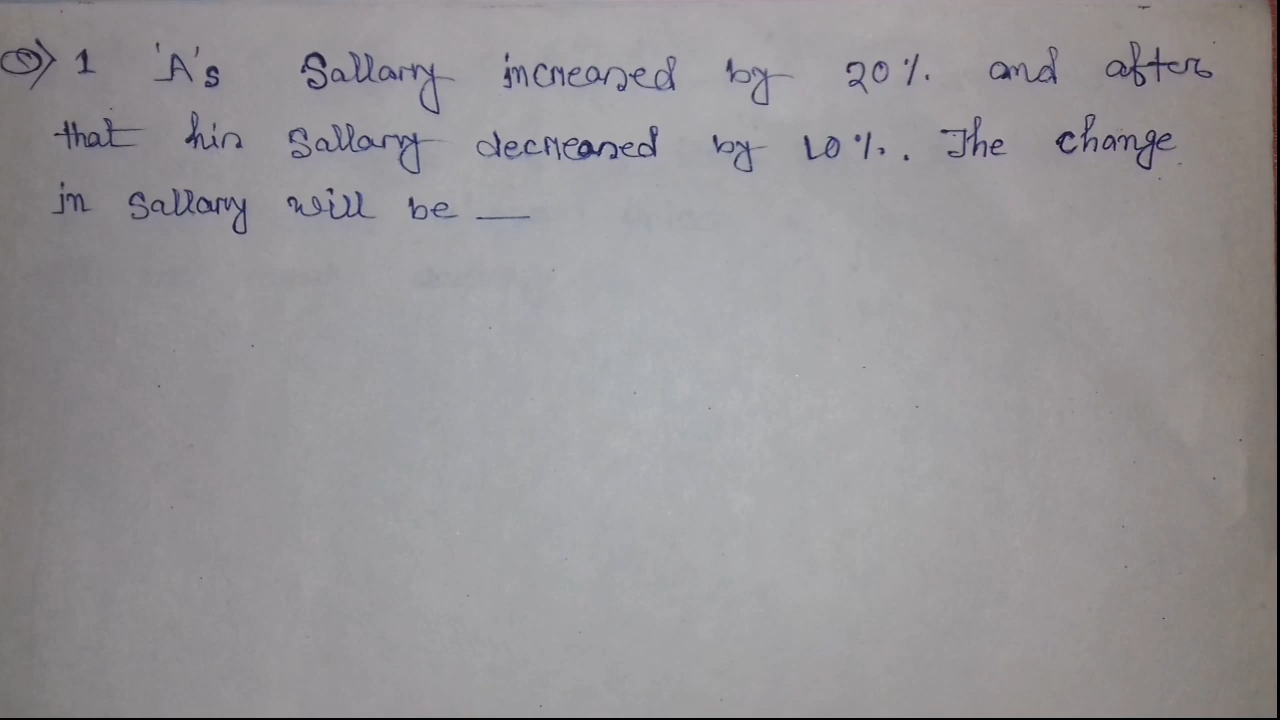 Q) 1 'A's Sallary increased by 20%. and after
that his Sallary decreased by 10%. The change
in Sallary will be __